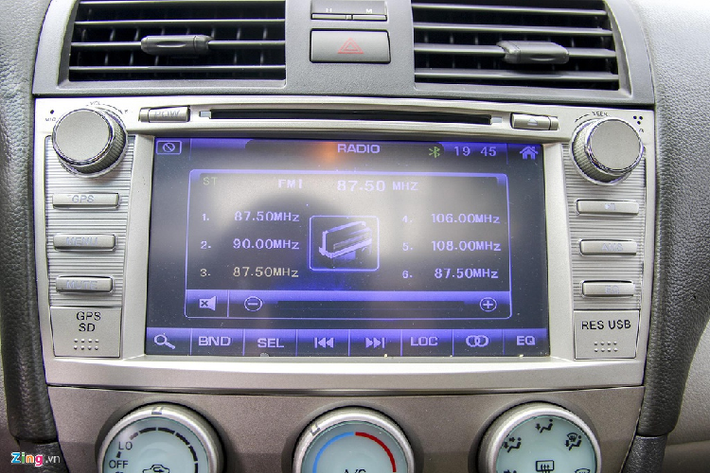 RADIO 19 45
ST FM1 87.50 MHZ
1. 87.50MHz 4. 106.00MHz
2. 90.00MHz 5. 108.00MHz
3. 87.50MHz 6. 87.50MHz
GPS
MENU
GPS
SD
RES USB
BND SEL LOC EQ
LO
OFF
A/C
Zing.vn